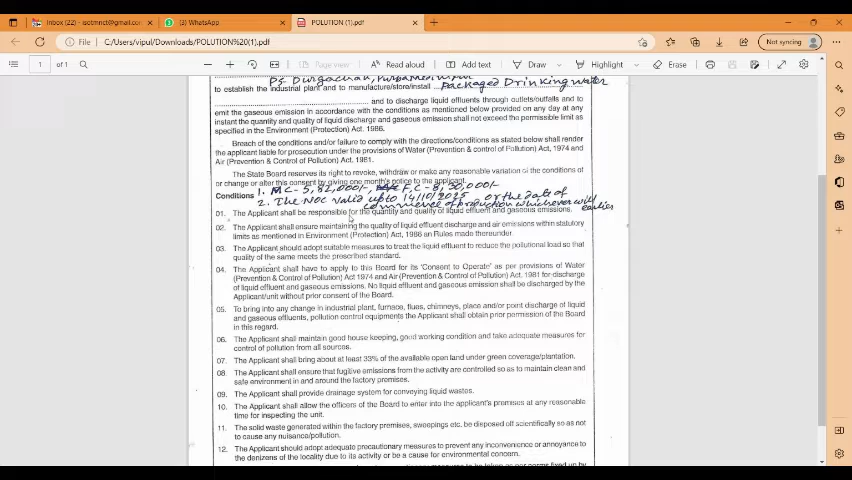 Inbox (22) - isotmnct@gmail.com
(3) WhatsApp
POLUTION (1).pdf
File
C:/Users/vipul/Downloads/POLUTION%20(1).pdf
Not syncing
1 of 1
Page view
Read aloud
Add text
Draw
Highlight
Erase
PS. Durgachak,
to establish the industrial plant and to manufacture/store/install Packaged Drinking water
and to discharge liquid effluents through outlets/outfalls and to
emit the gaseous emission in accordance with the conditions as mentioned below provided on any day at any
instant the quantity and quality of liquid discharge and gaseous emission shall not exceed the permissible limit as
specified in the Environment (Protection) Act. 1986.
Breach of the conditions and/or failure to comply with the directions/conditions as stated below shall render
the applicant liable for prosecution under the provisions of Water (Prevention & Control of Pollution) Act, 1974 and
Air (Prevention & Control of Pollution) Act. 1981.
The State Board reserves its right to revoke, withdraw or make any reasonable variation of the conditions of
or change or alter this consent by giving one month's notice to the applicant.
Conditions
1. MC-5,82,000/-, FC-8,50,000/-
2. The NOC valid upto 14/10/2025 or the date of
commence of production whichever will
earlier
01. The Applicant shall be responsible for the quantity and quality of liquid effluent and gaseous emissions.
02. The Applicant shall ensure maintaining the quality of liquid effluent discharge and air emissions within statutory
limits as mentioned in Environment (Protection) Act, 1986 an Rules made thereunder.
03. The Applicant should adopt suitable measures to treat the liquid effluent to reduce the pollutional load so that
quality of the same meets the prescribed standard.
04. The Applicant shall have to apply to this Board for its 'Consent to Operate' as per provisions of Water
(Prevention & Control of Pollution) Act 1974 and Air (Prevention & Control of Pollution) Act. 1981 for discharge
of liquid effluent and gaseous emissions. No liquid effluent and gaseous emission shall be discharged by the
Applicant/unit without prior consent of the Board.
05. To bring into any change in industrial plant, furnace, flues, chimneys, place and/or point discharge of liquid
and gaseous effluents, pollution control equipments the Applicant shall obtain prior permission of the Board
in this regard.
06. The Applicant shall maintain good house keeping, good working condition and take adequate measures for
control of pollution from all sources.
07. The Applicant shall bring about at least 33% of the available open land under green coverage/plantation.
08. The Applicant shall ensure that fugitive emissions from the activity are controlled so as to maintain clean and
safe environment in and around the factory premises.
09. The Applicant shall provide drainage system for conveying liquid wastes.
10. The Applicant shall allow the officers of the Board to enter into the applicant's premises at any reasonable
time for inspecting the unit.
11. The solid waste generated within the factory premises, sweepings etc. be disposed off scientifically so as not
to cause any nuisance/pollution.
12. The Applicant should adopt adequate precautionary measures to prevent any inconvenience or annoyance to
the denizens of the locality due to its activity or be a cause for environmental concern.